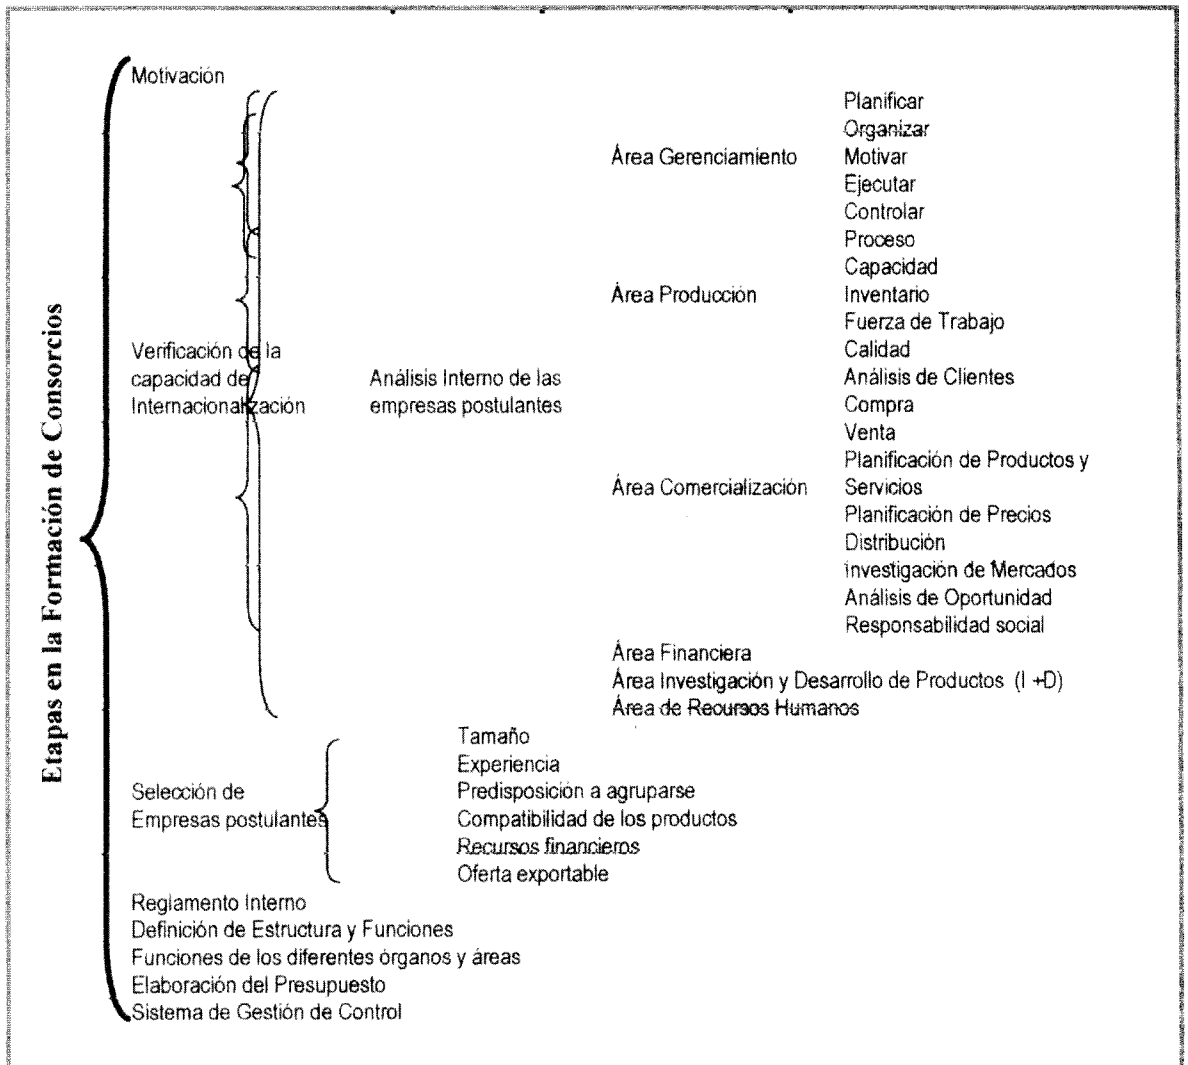 Etapas en la Formación de Consorcios
Motivación
Verificación de la
capacidad de
Internacionalización
Análisis Interno de las
empresas postulantes
Área Gerenciamiento
Planificar
Organizar
Motivar
Ejecutar
Controlar
Área Producción
Proceso
Capacidad
Inventario
Fuerza de Trabajo
Calidad
Área Comercialización
Análisis de Clientes
Compra
Venta
Planificación de Productos y
Servicios
Planificación de Precios
Distribución
Investigación de Mercados
Análisis de Oportunidad
Responsabilidad social
Área Financiera
Área Investigación y Desarrollo de Productos (I +D)
Área de Recursos Humanos
Selección de
Empresas postulantes
Tamaño
Experiencia
Predisposición a agruparse
Compatibilidad de los productos
Recursos financieros
Oferta exportable
Reglamento Interno
Definición de Estructura y Funciones
Funciones de los diferentes órganos y áreas
Elaboración del Presupuesto
Sistema de Gestión de Control